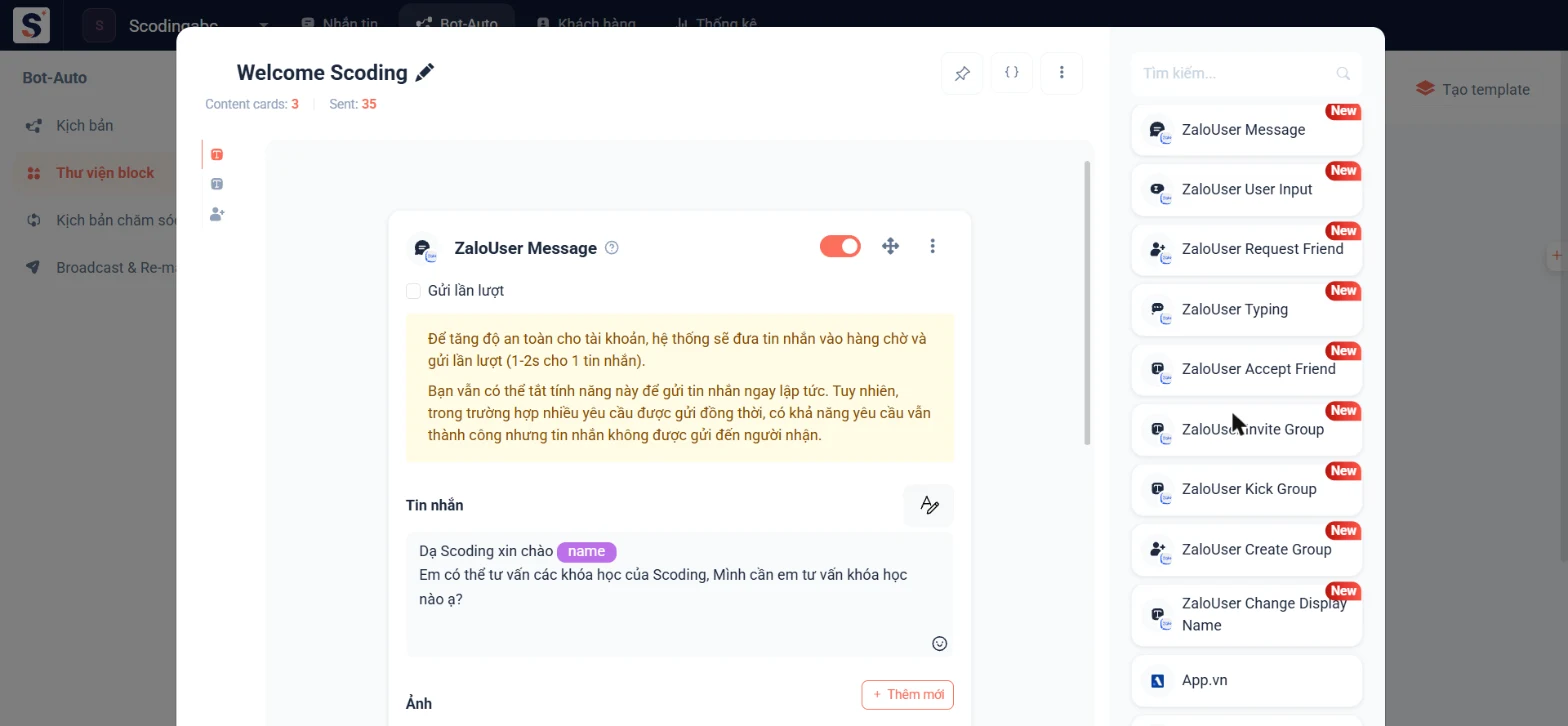 S
Scodingabs
Nhắn tin
Bot-Auto
Khách hàng
Thống kê
Bot-Auto
Kịch bản
Thư viện block
Kịch bản chăm sóc
Broadcast & Re-ma
Welcome Scoding
Content cards: 3
Sent: 35
{ }
ZaloUser Message
Gửi lần lượt
Để tăng độ an toàn cho tài khoản, hệ thống sẽ đưa tin nhắn vào hàng chờ và
gửi lần lượt (1-2s cho 1 tin nhắn).
Bạn vẫn có thể tắt tính năng này để gửi tin nhắn ngay lập tức. Tuy nhiên,
trong trường hợp nhiều yêu cầu được gửi đồng thời, có khả năng yêu cầu vẫn
thành công nhưng tin nhắn không được gửi đến người nhận.
Tin nhắn
Dạ Scoding xin chào name
Em có thể tư vấn các khóa học của Scoding, Mình cần em tư vấn khóa học
nào ạ?
Ảnh
+ Thêm mới
Tìm kiếm...
New
ZaloUser Message
New
ZaloUser User Input
New
ZaloUser Request Friend
New
ZaloUser Typing
New
ZaloUser Accept Friend
New
ZaloUser Invite Group
New
ZaloUser Kick Group
New
ZaloUser Create Group
New
ZaloUser Change Display
Name
App.vn
Tạo template